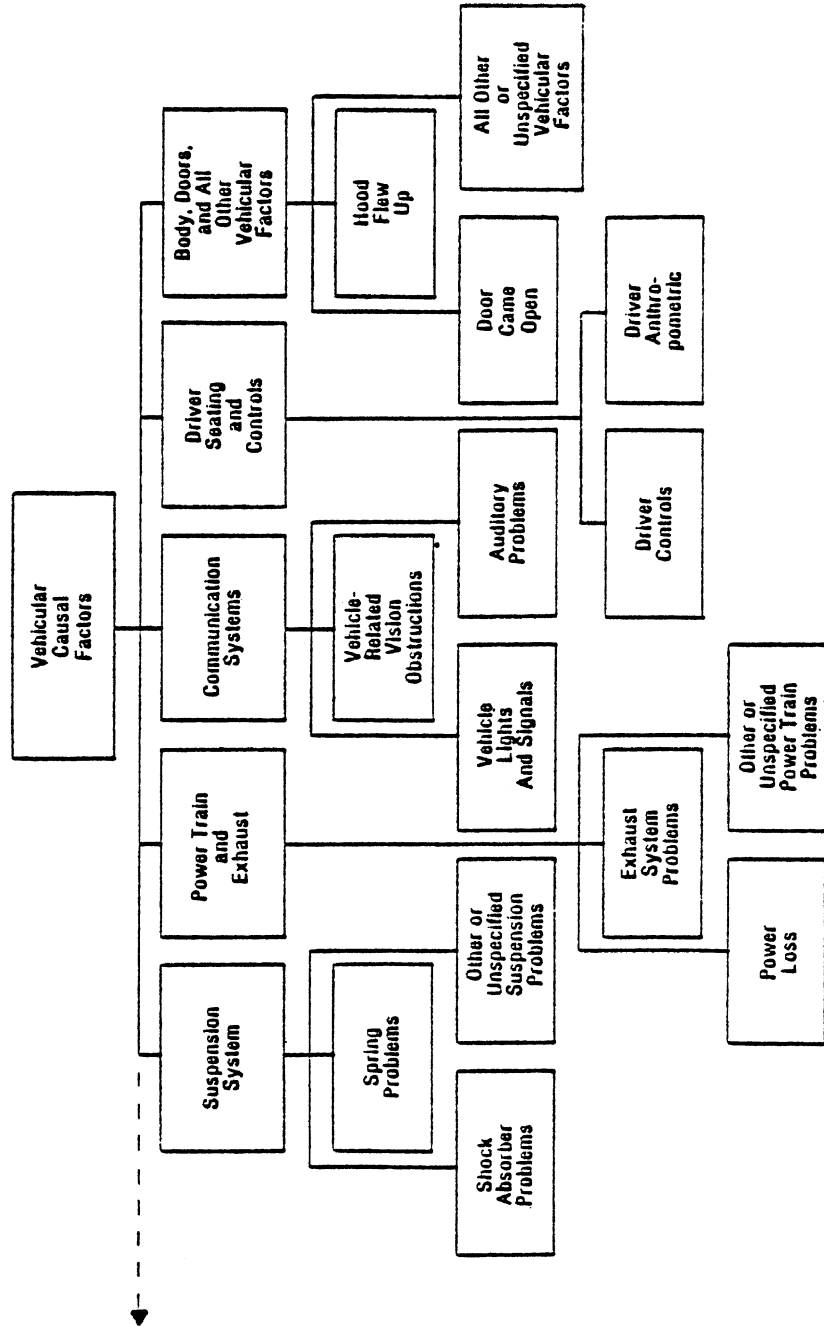 Vehicular
Causal
Factors
Suspension
System
Power Train
and
Exhaust
Communication
Systems
Driver
Seating
and
Controls
Body, Doors,
and All
Other
Vehicular
Factors
Spring
Problems
Vehicle-
Related
Vision
Obstructions
Hood
Flew
Up
Shock
Absorber
Problems
Other or
Unspecified
Suspension
Problems
Vehicle
Lights
And Signals
Auditory
Problems
Door
Came
Open
All Other
or
Unspecified
Vehicular
Factors
Exhaust
System
Problems
Driver
Controls
Driver
Anthro-
pometric
Power
Loss
Other or
Unspecified
Power Train
Problems